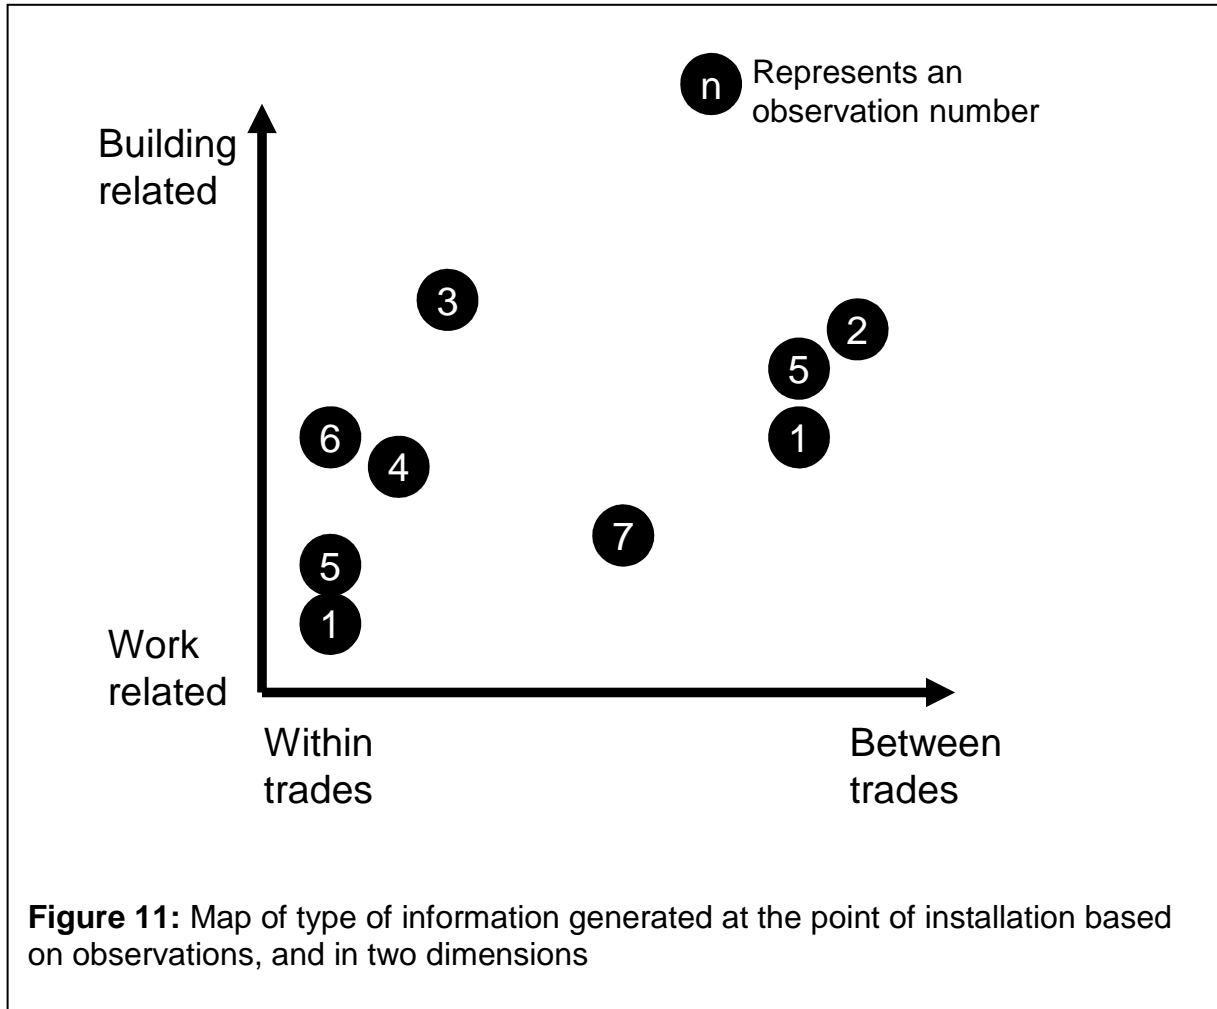 n
Represents an
observation number
Building
related
3
2
5
6
1
4
7
5
1
Work
related
Within
trades
Between
trades
Figure 11: Map of type of information generated at the point of installation based
on observations, and in two dimensions